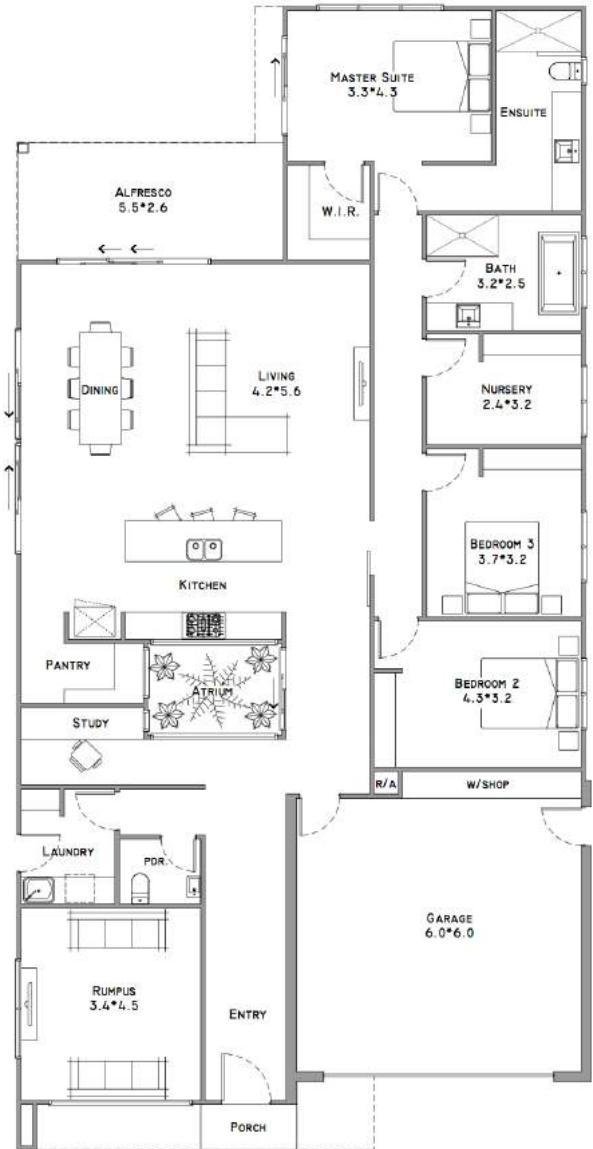 MASTER SUITE
3.3*4.3
ENSUITE
ALFRESCO
5.5*2.6
W.I.R.
BATH
3.2*2.5
DINING
LIVING
4.2*5.6
NURSERY
2.4*3.2
BEDROOM 3
3.7*3.2
KITCHEN
PANTRY
ATRIUM
BEDROOM 2
4.3*3.2
STUDY
R/A
W/SHOP
LAUNDRY
PDR.
GARAGE
6.0*6.0
RUMPUS
3.4*4.5
ENTRY
PORCH